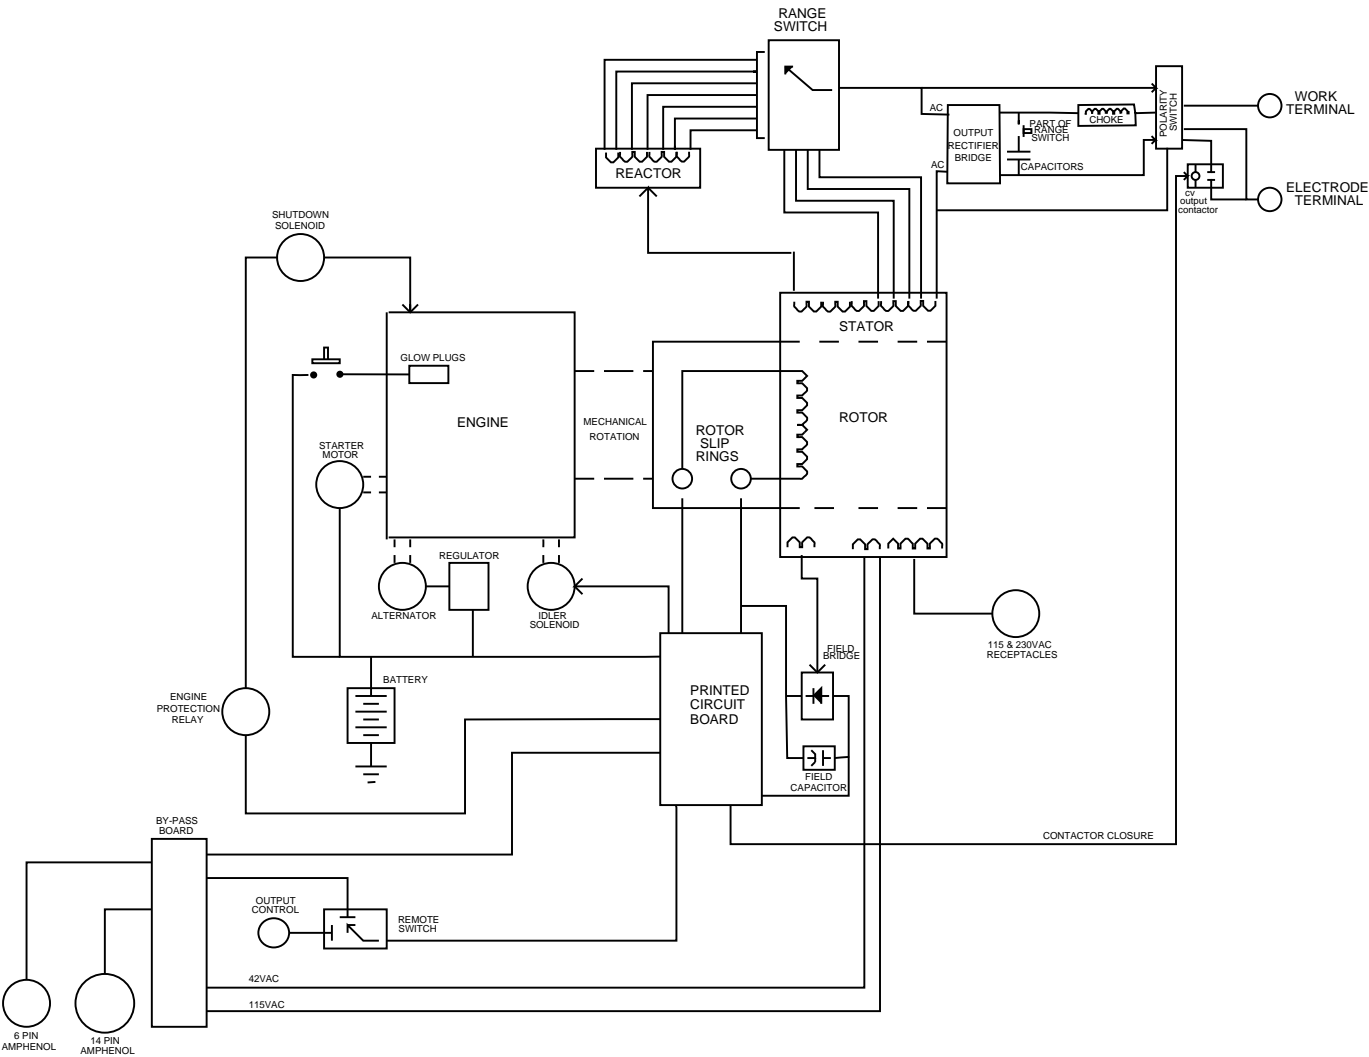 RANGE
SWITCH
WORK
TERMINAL
AC
POLARITY
SWITCH
CHOKE
PART OF
RANGE
SWITCH
OUTPUT
RECTIFIER
BRIDGE
AC
CAPACITORS
REACTOR
ELECTRODE
TERMINAL
cv
output
contactor
SHUTDOWN
SOLENOID
STATOR
GLOW PLUGS
ENGINE
MECHANICAL
ROTATION
ROTOR
SLIP
RINGS
ROTOR
STARTER
MOTOR
REGULATOR
ALTERNATOR
IDLER
SOLENOID
115 & 230VAC
RECEPTACLES
FIELD
BRIDGE
BATTERY
ENGINE
PROTECTION
RELAY
PRINTED
CIRCUIT
BOARD
FIELD
CAPACITOR
BY-PASS
BOARD
CONTACTOR CLOSURE
OUTPUT
CONTROL
REMOTE
SWITCH
42VAC
115VAC
6 PIN
AMPHENOL
14 PIN
AMPHENOL